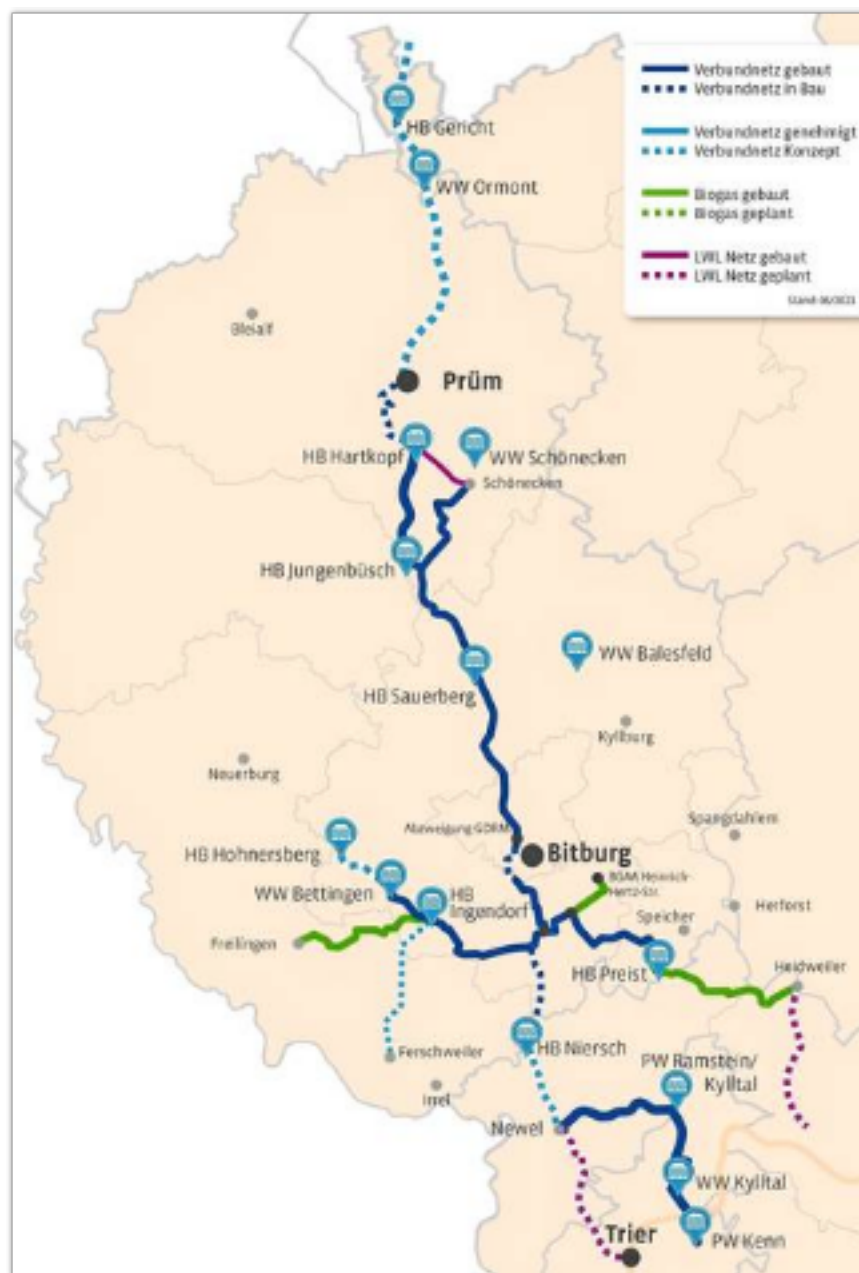 Verbundnetz gebaut
Verbundnetz in Bau
Verbundnetz genehmigt
Verbundnetz Konzept
Biogas gebaut
Biogas geplant
LWL Netz gebaut
LWL Netz geplant
HB Gericht
WW Ormont
Bleialf
Prüm
HB Hartkopf
WW Schönecken
Schönecken
HB Jungenbüsch
WW Balesfeld
HB Sauerberg
Kyllburg
Neuerburg
Spangdahlem
Abzweigung GDRM
HB Hohnersberg
Bitburg
WW Bettingen
HB
Ingendorf
Speicher
Herforst
Freilingen
HB Preist
Heidweiler
HB Niersch
Ferschweiler
PW Ramstein/
Kylltal
Irrel
Newel
WW Kylltal
Trier
PW Kenn